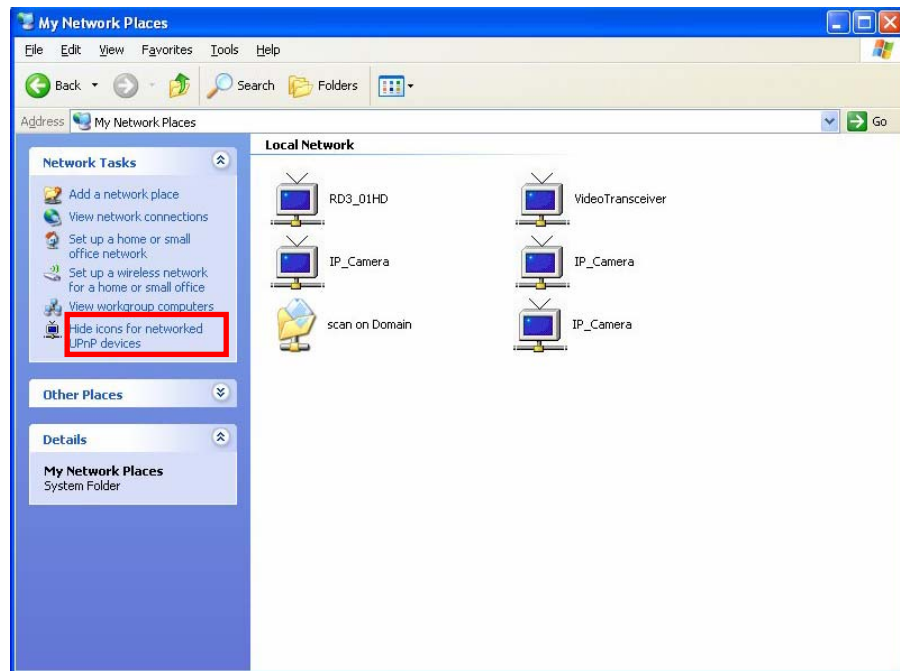 My Network Places
File Edit View Favorites Tools Help
Back Search Folders
Address My Network Places Go
Network Tasks
Add a network place
View network connections
Set up a home or small
office network
Set up a wireless network
for a home or small office
View workgroup computers
Hide icons for networked
UPnP devices
Other Places
Details
My Network Places
System Folder
Local Network
RD3_01HD VideoTransceiver
IP_Camera IP_Camera
scan on Domain IP_Camera